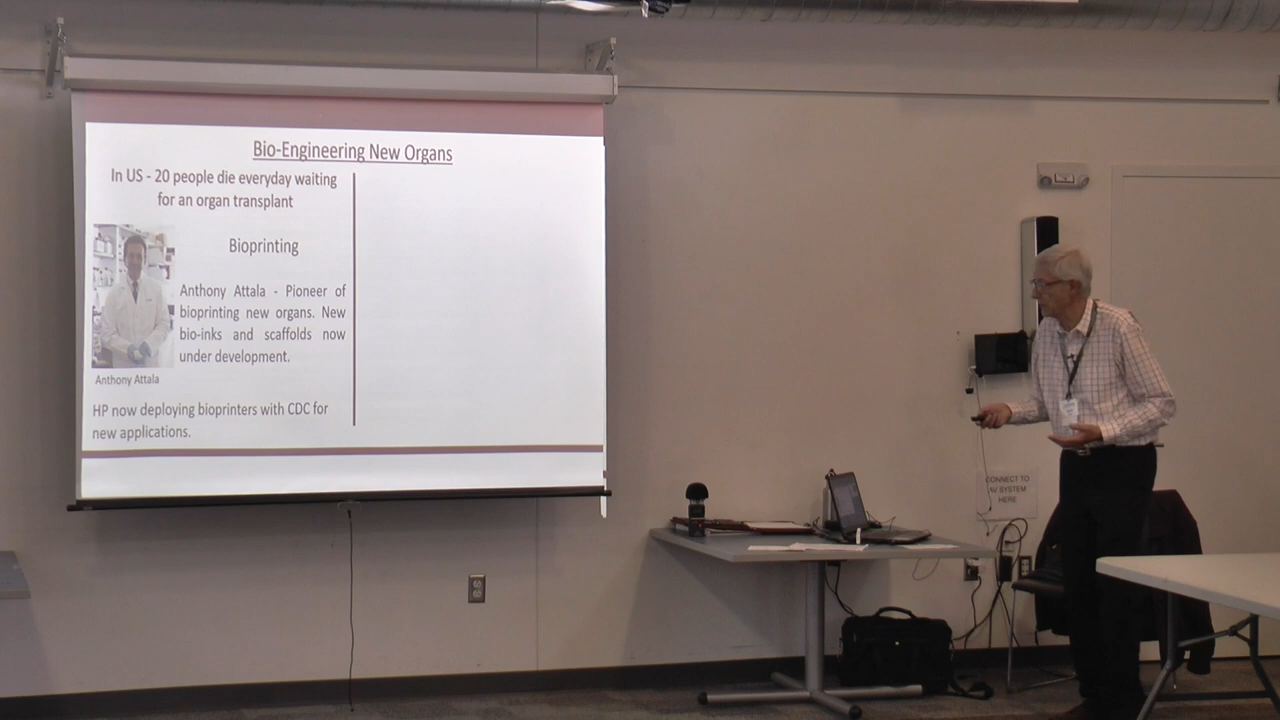 Bio-Engineering New Organs
In US - 20 people die everyday waiting
for an organ transplant
Bioprinting
Anthony Attala - Pioneer of
bioprinting new organs. New
bio-inks and scaffolds now
under development.
Anthony Attala
HP now deploying bioprinters with CDC for
new applications.
CONNECT TO
AV SYSTEM
HERE